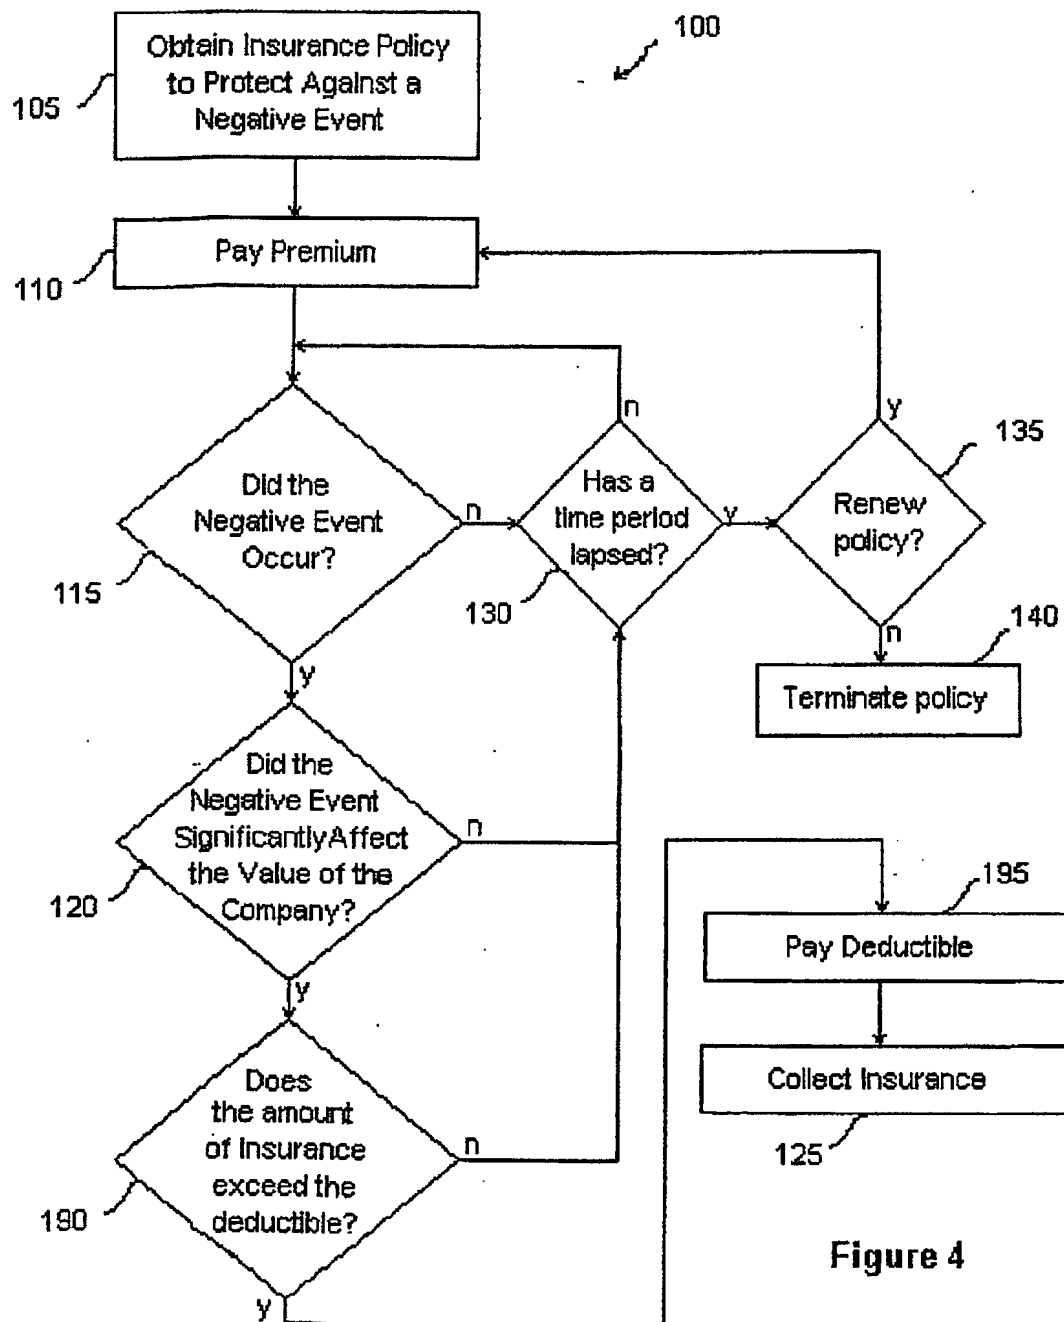 100
Obtain Insurance Policy
to Protect Against a
Negative Event
105
Pay Premium
110
n
y
135
Did the
Negative Event
Occur?
n
115
Has a
time period
lapsed?
y
130
Renew
policy?
n
140
Terminate policy
y
Did the
Negative Event
Significantly Affect
the Value of the
Company?
n
120
y
195
Pay Deductible
Collect Insurance
125
Does
the amount
of Insurance
exceed the
deductible?
n
190
y
Figure 4